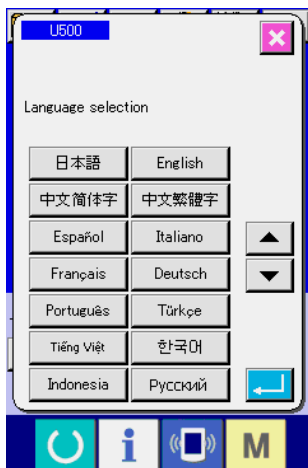 U500
Language selection
日本語 English
中文简体字 中文繁體字
Español Italiano
Français Deutsch
Português Türkçe
Tiếng Việt 한국어
Indonesia Русский
i M